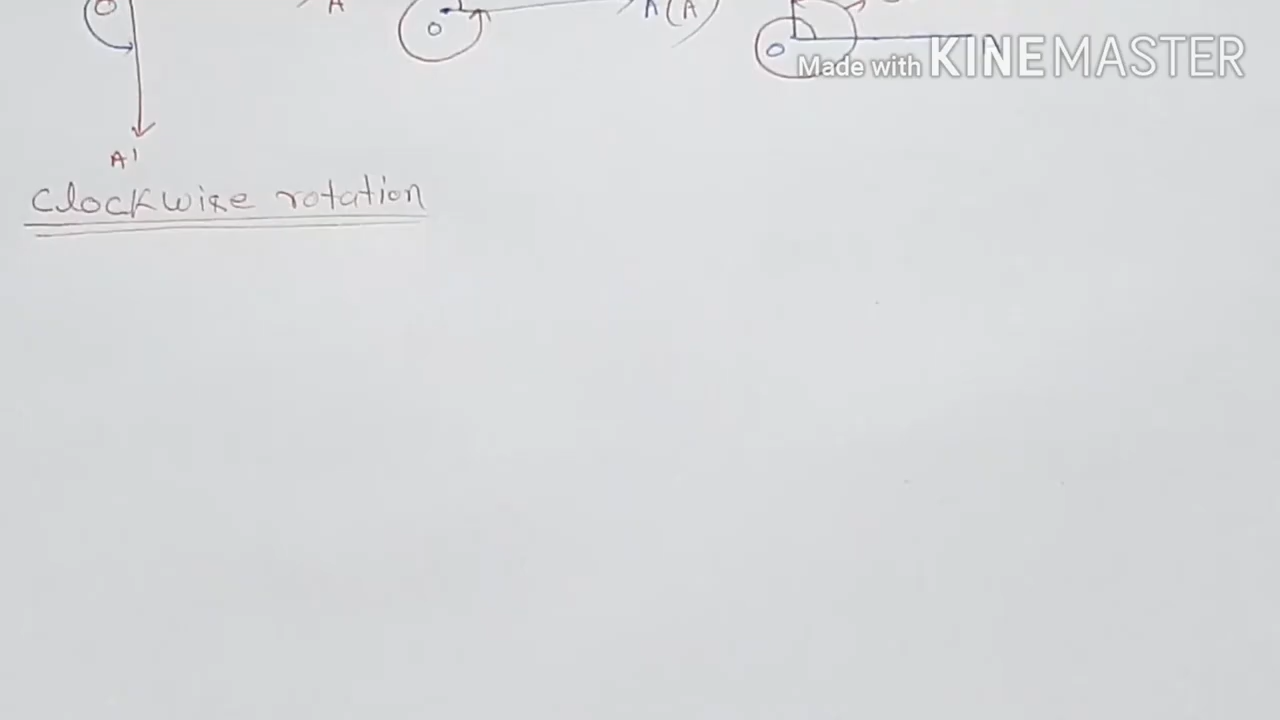 O A O A(A) O
Made with KINEMASTER
A'
Clockwise rotation